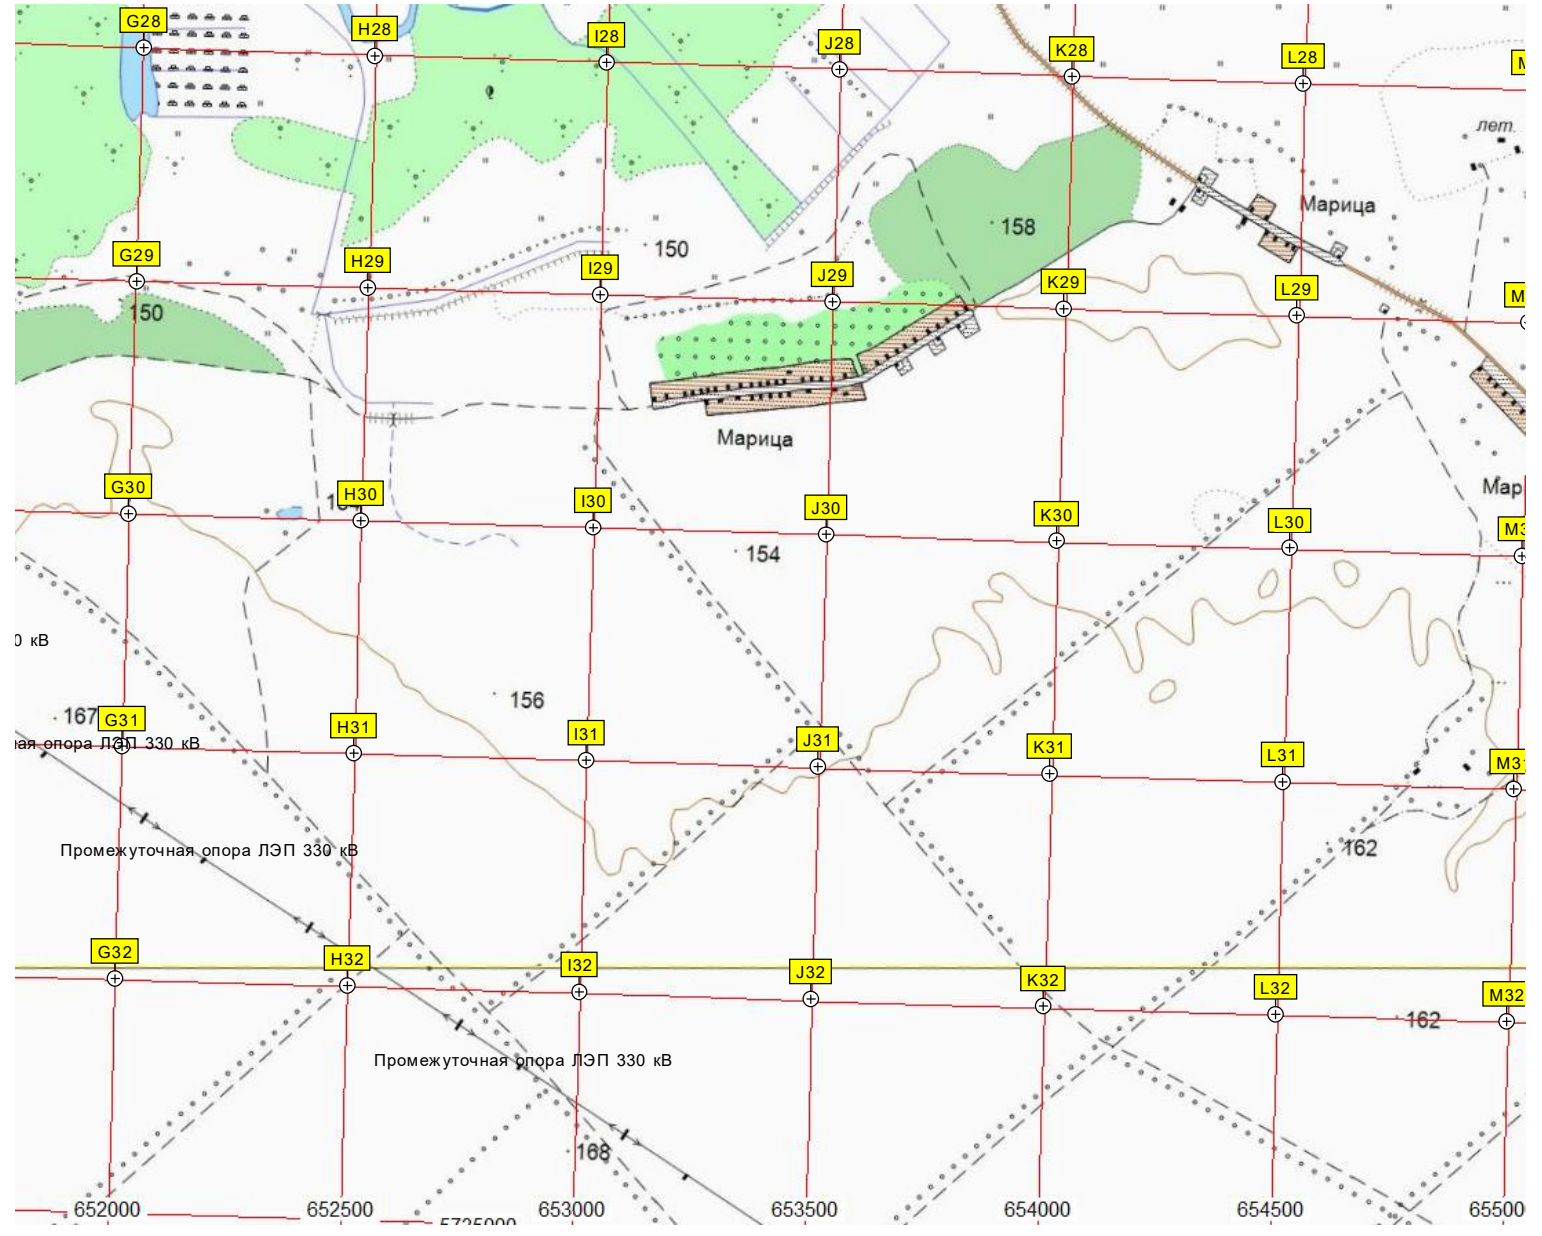 G28
H28
I28
J28
K28
L28
лет.
Марица
158
150
G29
H29
I29
J29
K29
L29
150
Марица
G30
H30
I30
J30
K30
L30
154
0 кВ
156
167
G31
H31
I31
J31
K31
L31
ая опора ЛЭП 330 кВ
162
Промежуточная опора ЛЭП 330 кВ
G32
H32
I32
J32
K32
L32
M32
162
Промежуточная опора ЛЭП 330 кВ
168
652000
652500
653000
653500
654000
654500